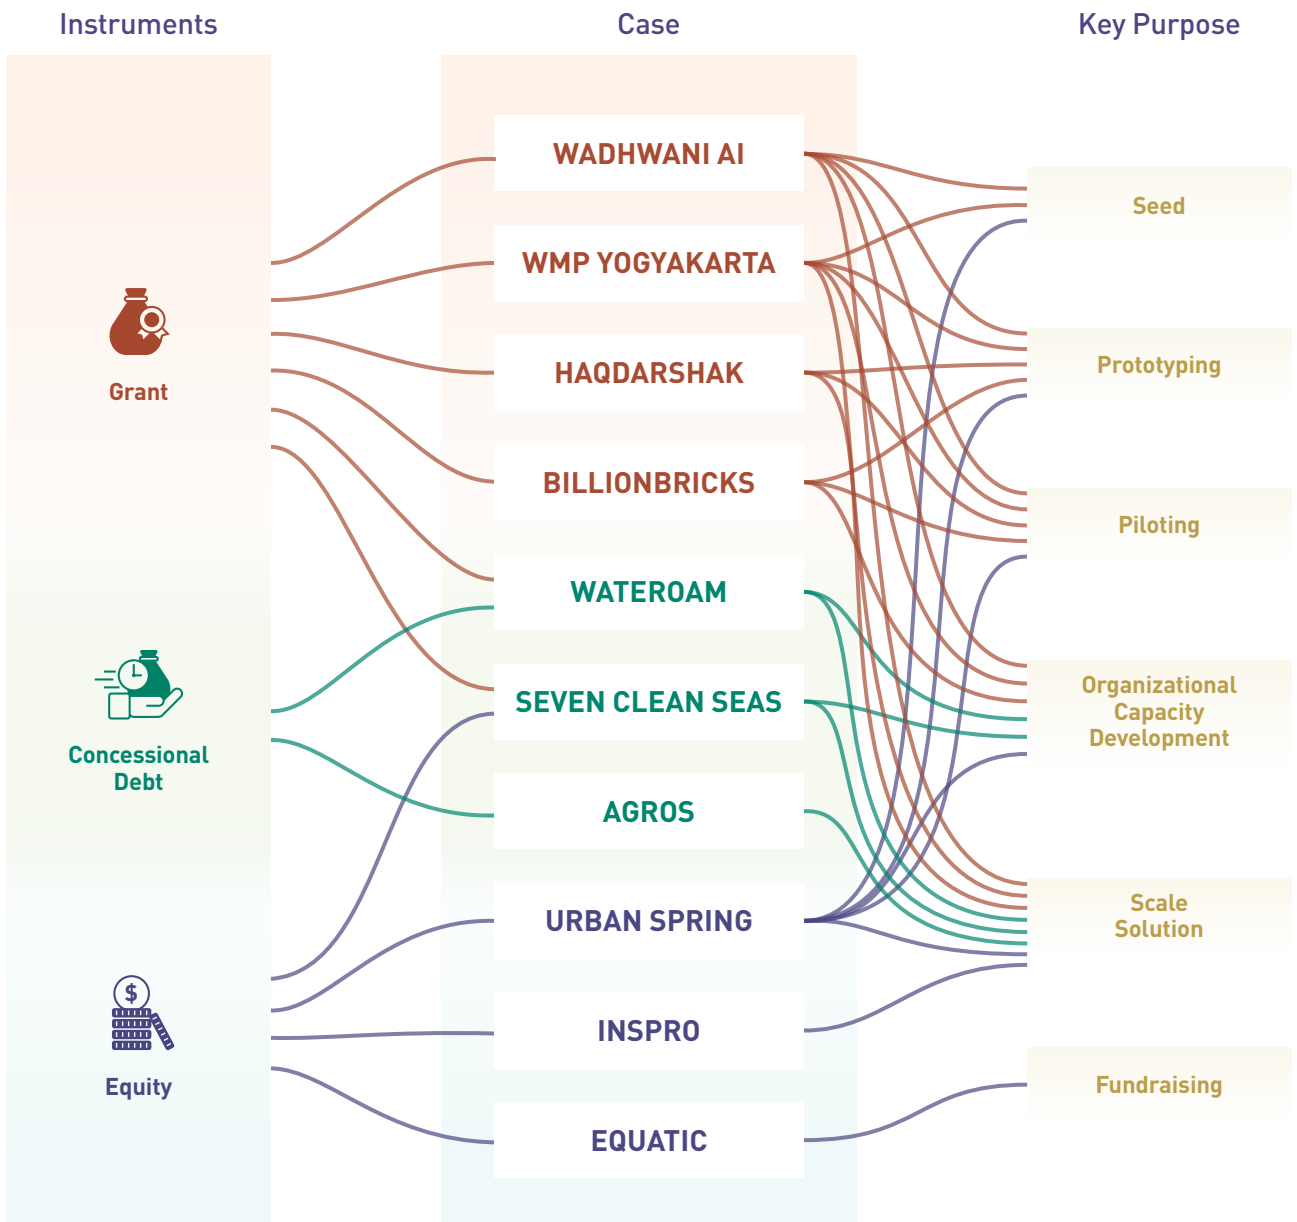 Instruments
Case
Key Purpose
Grant
Concessional
Debt
$
Equity
WADHWANI AI
WMP YOGYAKARTA
HAQDARSHAK
BILLIONBRICKS
WATEROAM
SEVEN CLEAN SEAS
AGROS
URBAN SPRING
INSPRO
EQUATIC
Seed
Prototyping
Piloting
Organizational
Capacity
Development
Scale
Solution
Fundraising